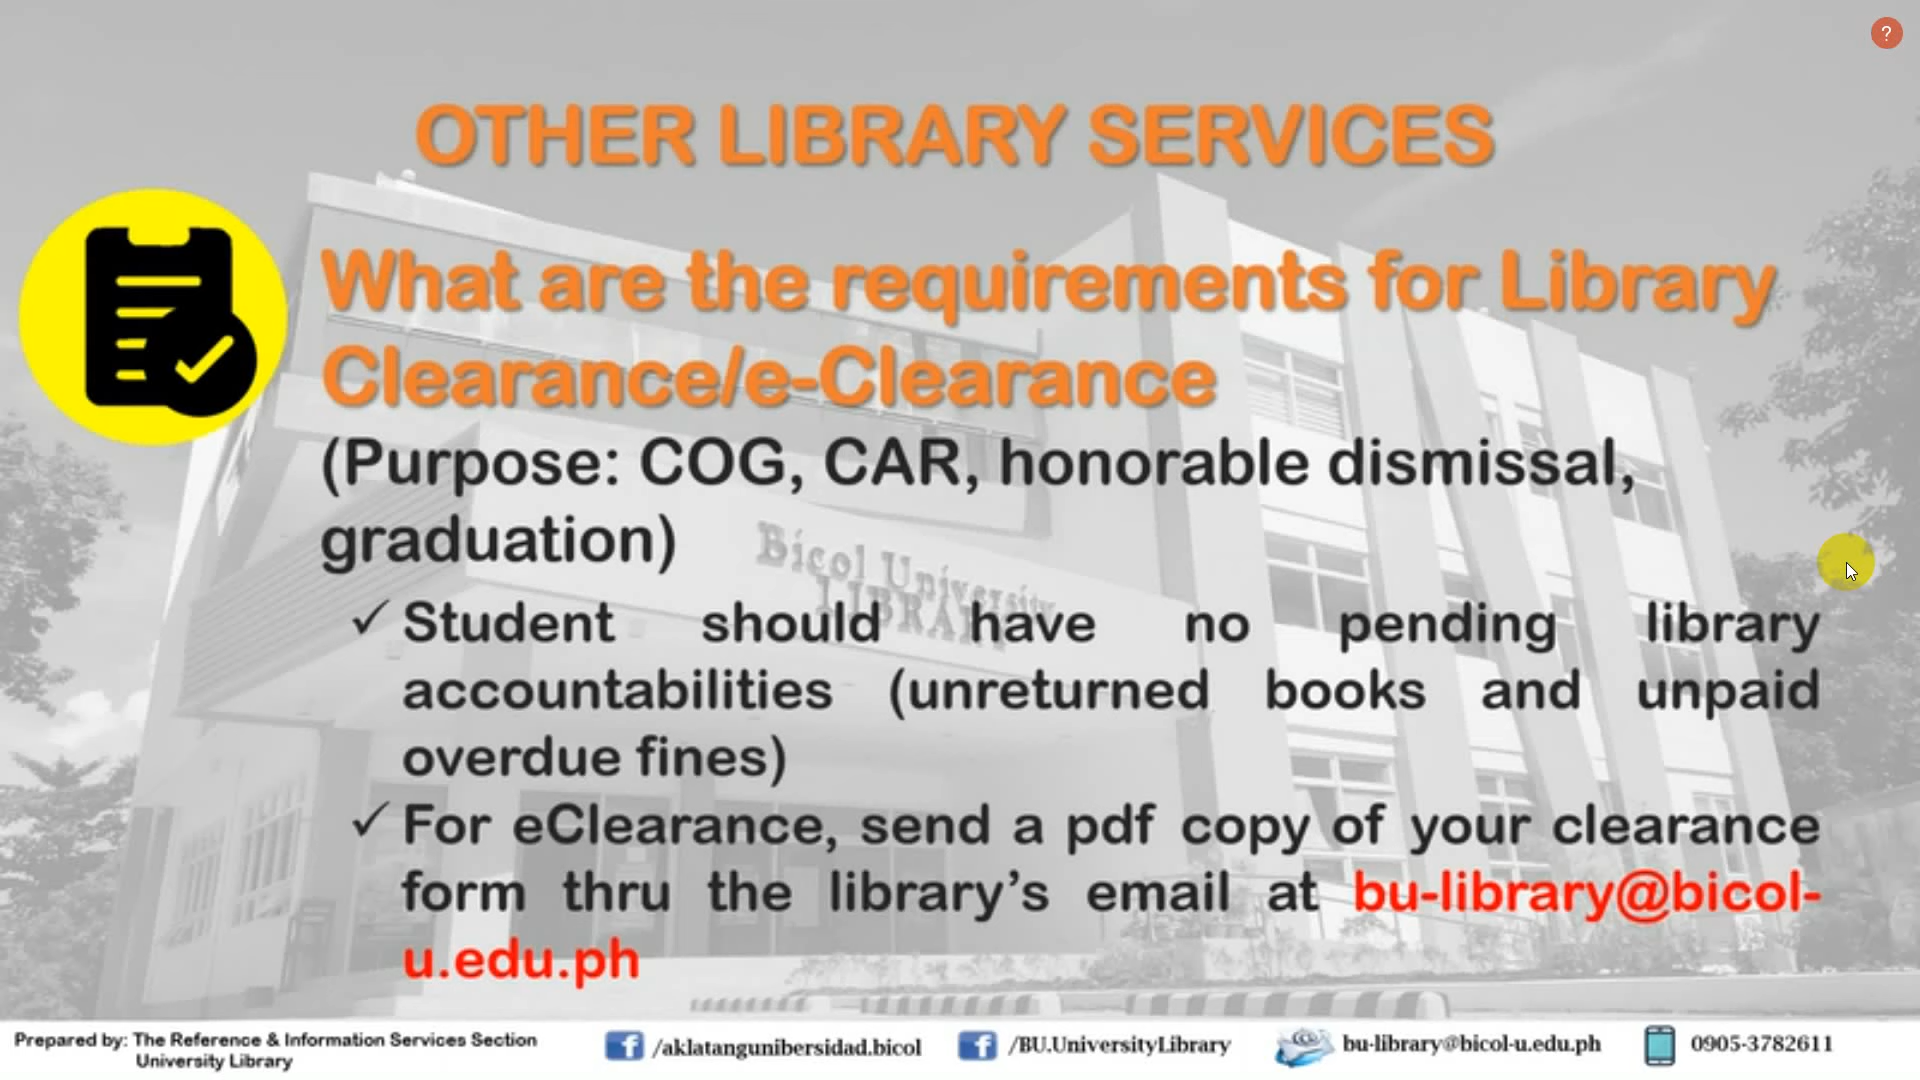 ?
OTHER LIBRARY SERVICES
What are the requirements for Library
Clearance/e-Clearance
(Purpose: COG, CAR, honorable dismissal,
graduation)
Bicol University
LIBRARY
✓ Student should have no pending library
accountabilities (unreturned books and unpaid
overdue fines)
✓ For eClearance, send a pdf copy of your clearance
form thru the library’s email at bu-library@bicol-
u.edu.ph
Prepared by: The Reference & Information Services Section
University Library
f /aklatangunibersidad.bicol
f /BU.UniversityLibrary
bu-library@bicol-u.edu.ph
0905-3782611